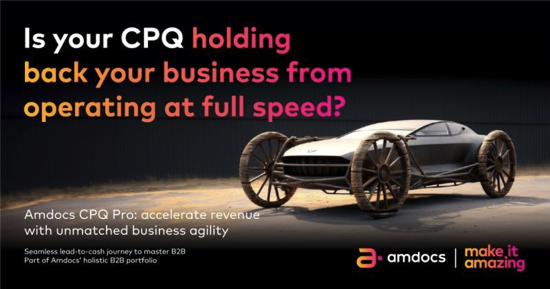 Is your CPQ holding
back your business from
operating at full speed?
Amdocs CPQ Pro: accelerate revenue
with unmatched business agility
Seamless lead-to-cash journey to master B2B
Part of Amdocs' holistic B2B portfolio
amdocs
make it
amazing